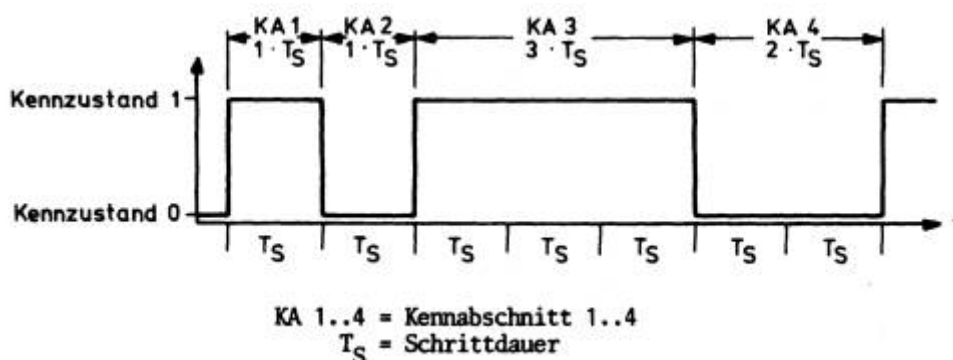 KA 1 KA 2 KA 3 KA 4
1 · TS 1 · TS 3 · TS 2 · TS
Kennzustand 1
Kennzustand 0
TS TS TS TS TS TS TS
KA 1..4 = Kennabschnitt 1..4
TS = Schrittdauer